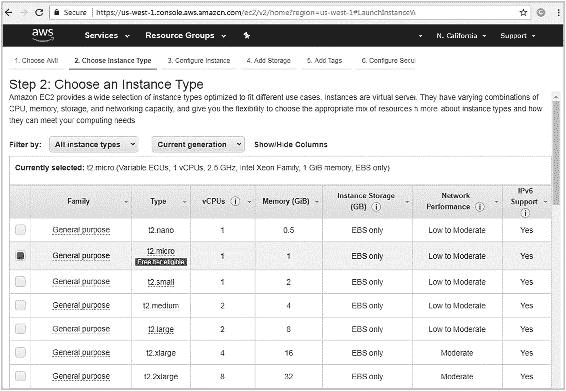 Secure https://us-west-1.console.aws.amazcn.com/ec2/v2/home?region=us-west-1#LaunchInstanceW
aws Services Resource Groups N. California Support
1. Choose AMI 2. Choose Instance Type 3. Configure Instance 4. Add Storage 5. Add Tags 6. Configure Secu
Step 2: Choose an Instance Type
Amazon EC2 provides a wide selection of instance types optimized to fit different use cases. Instances are virtual server. They have varying combinations of
CPU, memory, storage, and networking capacity, and give you the flexibility to choose the appropriate mix of resources more about instance types and how
they can meet your computing needs
Filter by: All instance types Current generation Show/Hide Columns
Currently selected: t2.micro (Variable ECUs, 1 vCPUs, 2.5 GHz, Intel Xeon Family, 1 GiB memory, EBS only)
Family Type vCPUs Memory (GiB) Instance Storage (GB) Network Performance IPv6 Support
General purpose t2.nano 1 0.5 EBS only Low to Moderate Yes
General purpose t2.micro Free tier eligible 1 1 EBS only Low to Moderate Yes
General purpose t2.small 1 2 EBS only Low to Moderate Yes
General purpose t2.medium 2 4 EBS only Low to Moderate Yes
General purpose t2.large 2 8 EBS only Low to Moderate Yes
General purpose t2.xlarge 4 16 EBS only Moderate Yes
General purpose t2.2xlarge 8 32 EBS only Moderate Yes